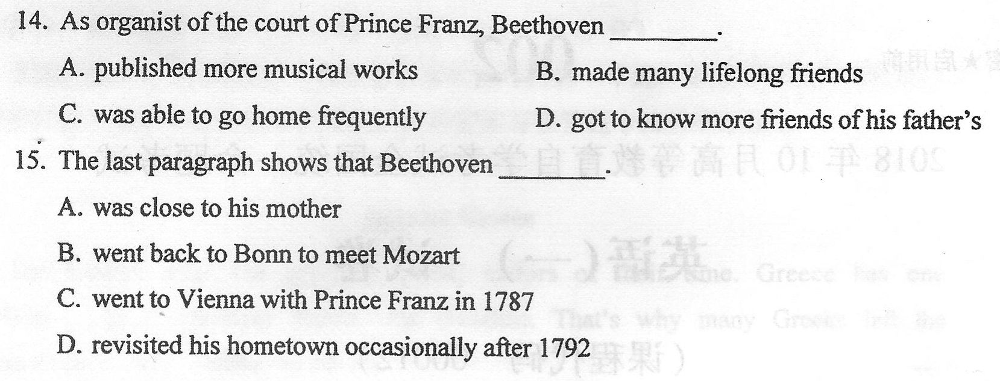 14. As organist of the court of Prince Franz, Beethoven ________.
A. published more musical works B. made many lifelong friends
C. was able to go home frequently D. got to know more friends of his father's
15. The last paragraph shows that Beethoven ________.
A. was close to his mother
B. went back to Bonn to meet Mozart
C. went to Vienna with Prince Franz in 1787
D. revisited his hometown occasionally after 1792